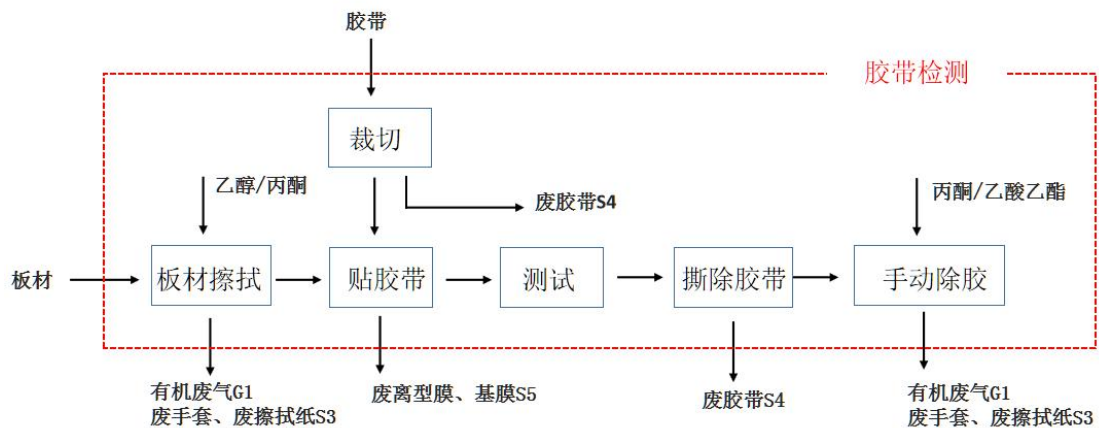 胶带
胶带检测
裁切
乙醇/丙酮
废胶带S4
丙酮/乙酸乙酯
板材
板材擦拭
贴胶带
测试
撕除胶带
手动除胶
有机废气G1
废手套、废擦拭纸S3
废离型膜、基膜S5
废胶带S4
有机废气G1
废手套、废擦拭纸S3